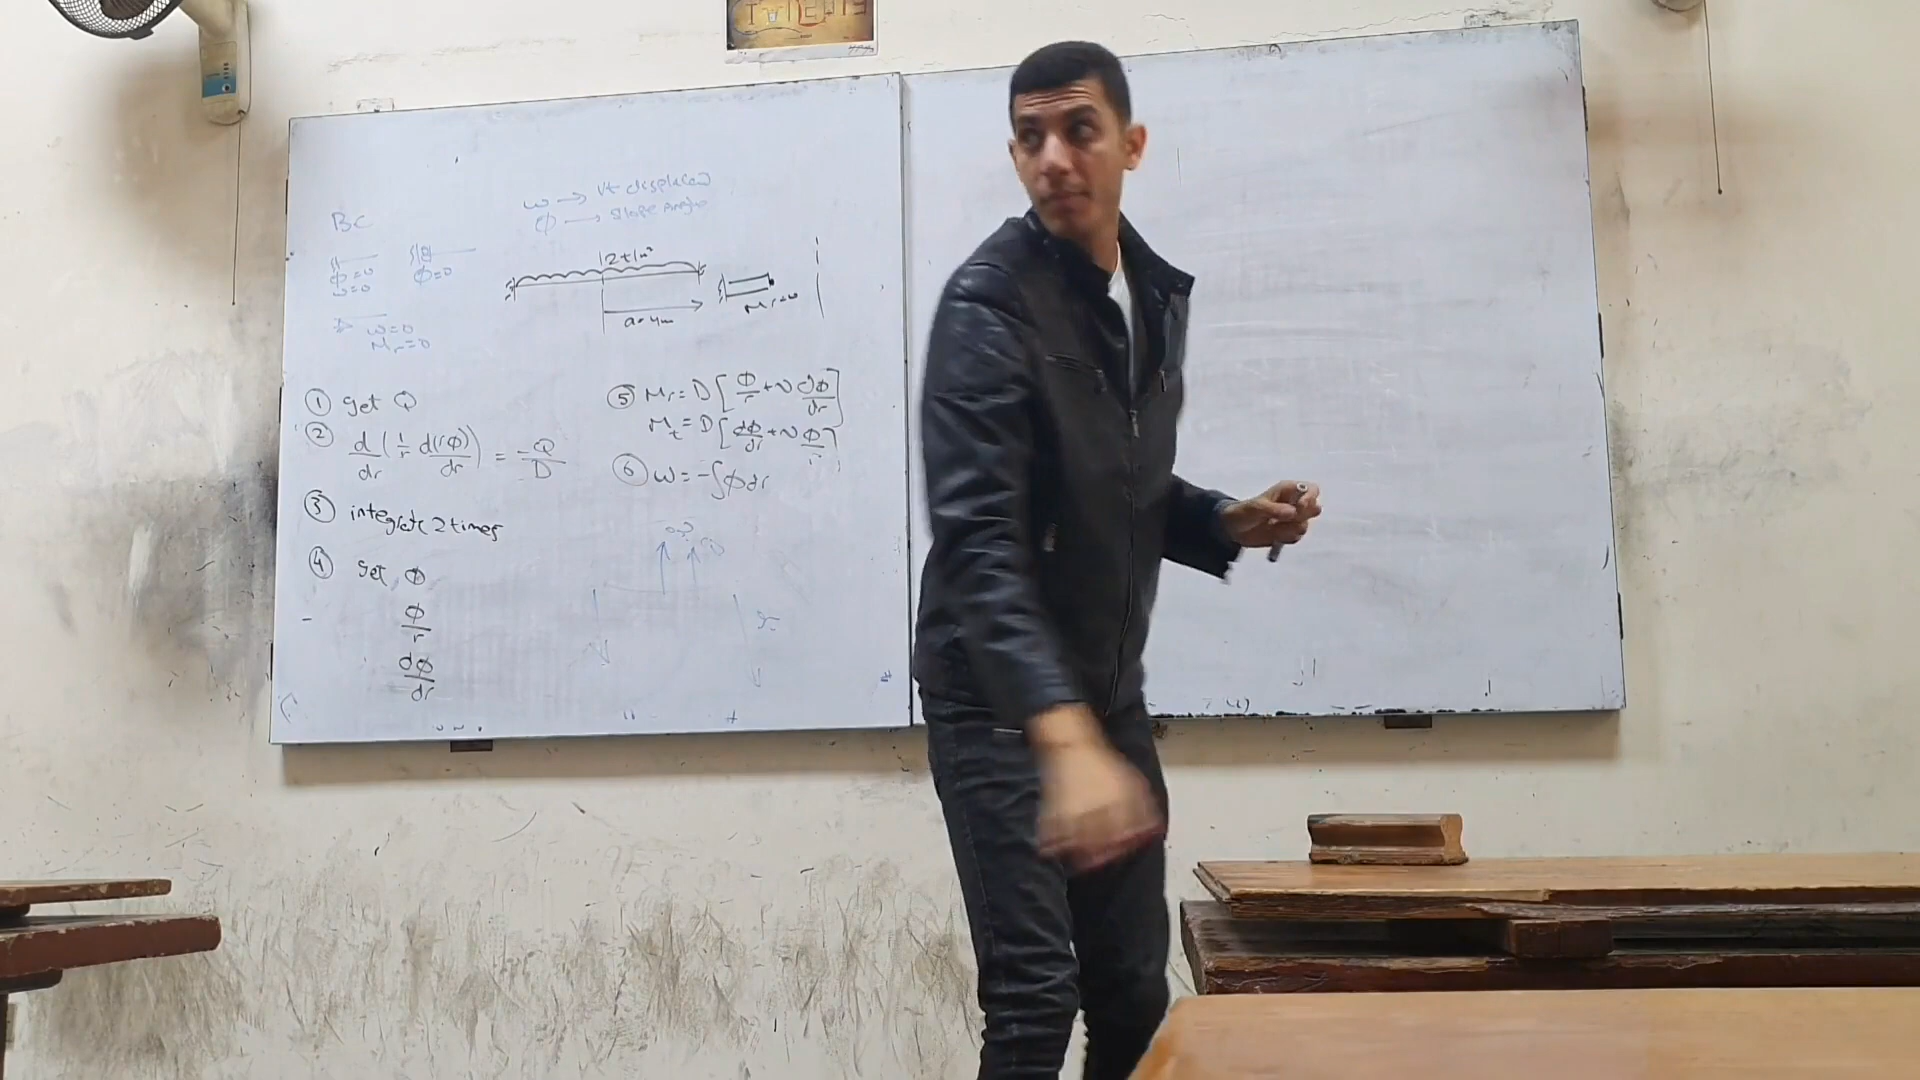 BC
w → Vt displacem
ϕ → Slope Angle
ϕ=0
w=0
ϕ=0
w=0
Mr=0
12t/m²
a=4m
Mr=0
① get Q
② d/dr (1/r d(rϕ)/dr) = -Q/D
③ integrate 2 times
④ get ϕ
ϕ/r
dϕ/dr
⑤ Mr = D[ϕ/r + ν dϕ/dr]
Mt = D[dϕ/dr + ν ϕ/r]
⑥ w = -∫ϕdr